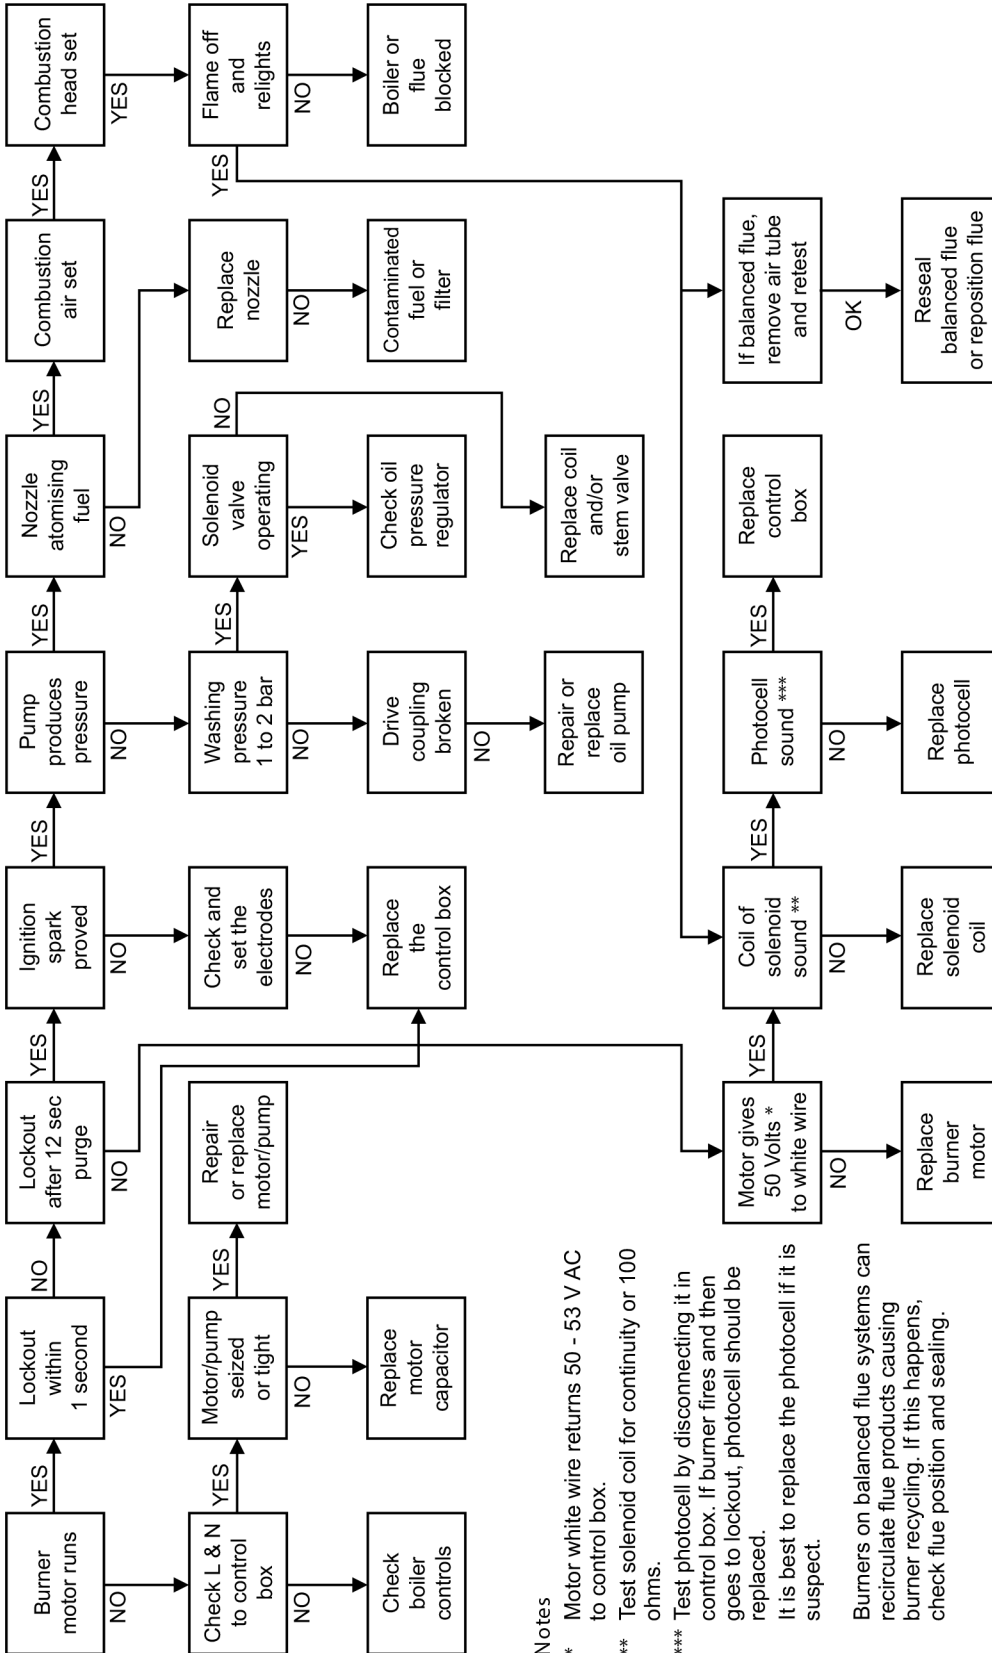 Burner
motor runs
YES
Lockout
within
1 second
NO
Lockout
after 12 sec
purge
YES
Ignition
spark
proved
YES
Pump
produces
pressure
YES
Nozzle
atomising
fuel
YES
Combustion
air set
YES
Combustion
head set
NO
YES
NO
NO
NO
NO
YES
Check L & N
to control
box
YES
Motor/pump
seized
or tight
YES
Repair
or replace
motor/pump
Check and
set the
electrodes
Washing
pressure
1 to 2 bar
YES
Solenoid
valve
operating
NO
Replace
nozzle
Flame off
and
relights
YES
NO
NO
NO
NO
YES
NO
NO
Check
boiler
controls
Replace
motor
capacitor
Replace
the
control box
Drive
coupling
broken
Check oil
pressure
regulator
Contaminated
fuel or
filter
Boiler or
flue
blocked
NO
Repair or
replace
oil pump
Replace coil
and/or
stem valve
Motor gives
50 Volts *
to white wire
YES
Coil of
solenoid
sound **
YES
Photocell
sound ***
YES
Replace
control
box
If balanced flue,
remove air tube
and retest
NO
NO
NO
OK
Replace
burner
motor
Replace
solenoid
coil
Replace
photocell
Reseal
balanced flue
or reposition flue
Notes
* Motor white wire returns 50 - 53 V AC
to control box.
** Test solenoid coil for continuity or 100
ohms.
*** Test photocell by disconnecting it in
control box. If burner fires and then
goes to lockout, photocell should be
replaced.
It is best to replace the photocell if it is
suspect.
Burners on balanced flue systems can
recirculate flue products causing
burner recycling. If this happens,
check flue position and sealing.